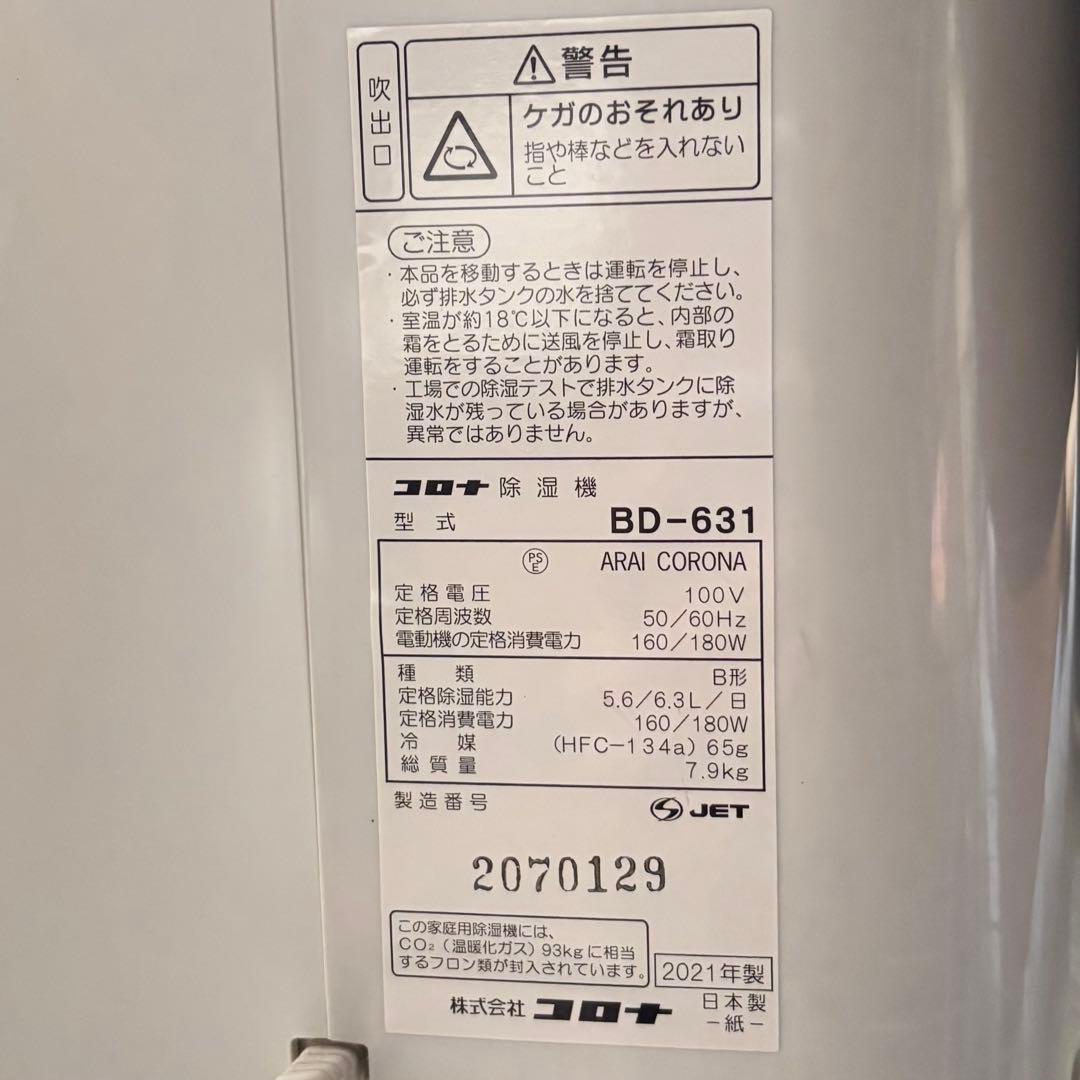 吹出口
警告
ケガのおそれあり
指や棒などを入れない
こと
ご注意
・本品を移動するときは運転を停止し、
必ず排水タンクの水を捨ててください。
・室温が約18℃以下になると、内部の
霜をとるために送風を停止し、霜取り
運転をすることがあります。
・工場での除湿テストで排水タンクに除
湿水が残っている場合がありますが、
異常ではありません。
コロナ 除湿機
型式 BD-631
PSE ARAI CORONA
定格電圧 100V
定格周波数 50/60Hz
電動機の定格消費電力 160/180W
種類 B形
定格除湿能力 5.6/6.3L/日
定格消費電力 160/180W
冷媒 (HFC-134a) 65g
総質量 7.9kg
製造番号 JET
2070129
この家庭用除湿機には、
CO₂(温暖化ガス)93kgに相当
するフロン類が封入されています。
2021年製
株式会社 コロナ 日本製
-紙-